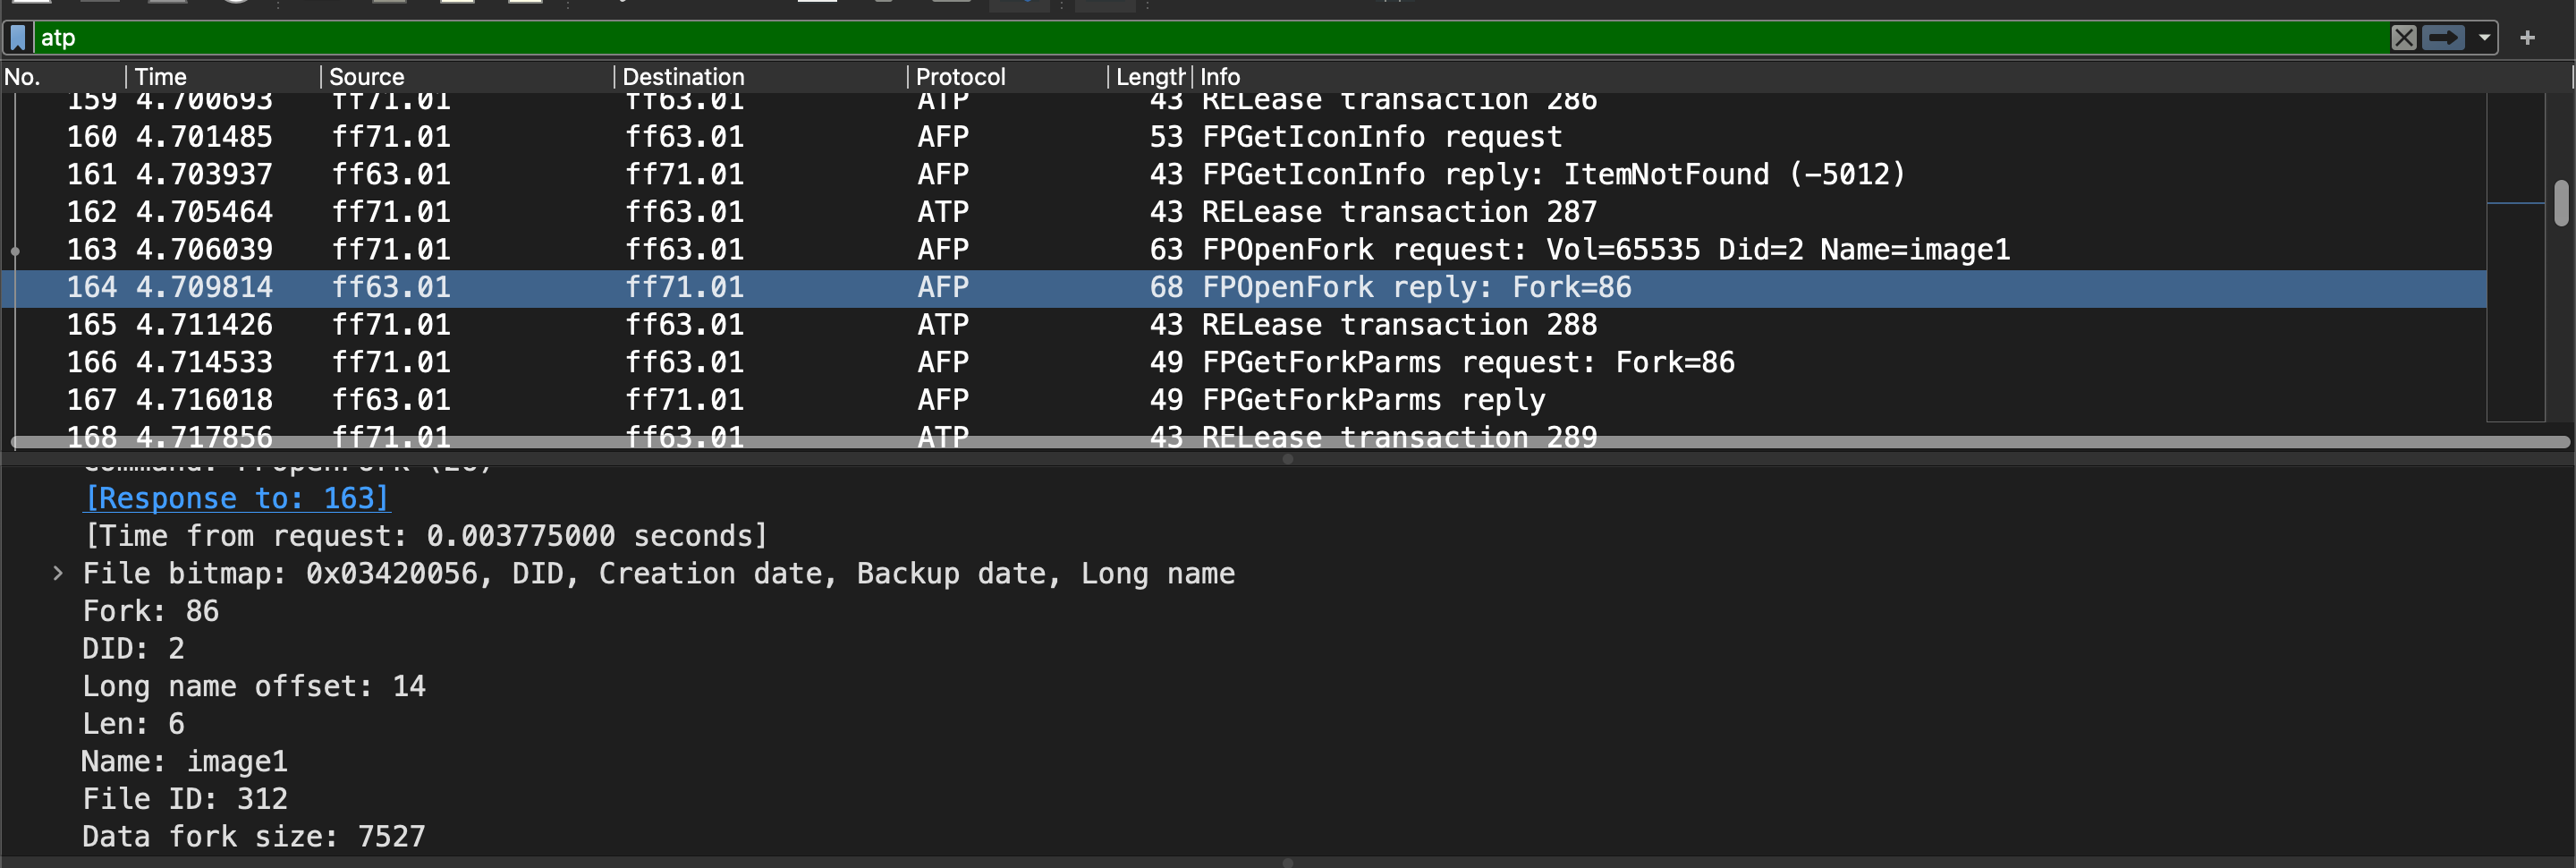 atp
No. Time Source Destination Protocol Length Info
159 4.700693 ff71.01 ff63.01 ATP 43 RELease transaction 286
160 4.701485 ff71.01 ff63.01 AFP 53 FPGetIconInfo request
161 4.703937 ff63.01 ff71.01 AFP 43 FPGetIconInfo reply: ItemNotFound (-5012)
162 4.705464 ff71.01 ff63.01 ATP 43 RELease transaction 287
163 4.706039 ff71.01 ff63.01 AFP 63 FPOpenFork request: Vol=65535 Did=2 Name=image1
164 4.709814 ff63.01 ff71.01 AFP 68 FPOpenFork reply: Fork=86
165 4.711426 ff71.01 ff63.01 ATP 43 RELease transaction 288
166 4.714533 ff71.01 ff63.01 AFP 49 FPGetForkParms request: Fork=86
167 4.716018 ff63.01 ff71.01 AFP 49 FPGetForkParms reply
168 4.717856 ff71.01 ff63.01 ATP 43 RELease transaction 289
Command: FPOpenFork (26)
[Response to: 163]
[Time from request: 0.003775000 seconds]
File bitmap: 0x03420056, DID, Creation date, Backup date, Long name
Fork: 86
DID: 2
Long name offset: 14
Len: 6
Name: image1
File ID: 312
Data fork size: 7527